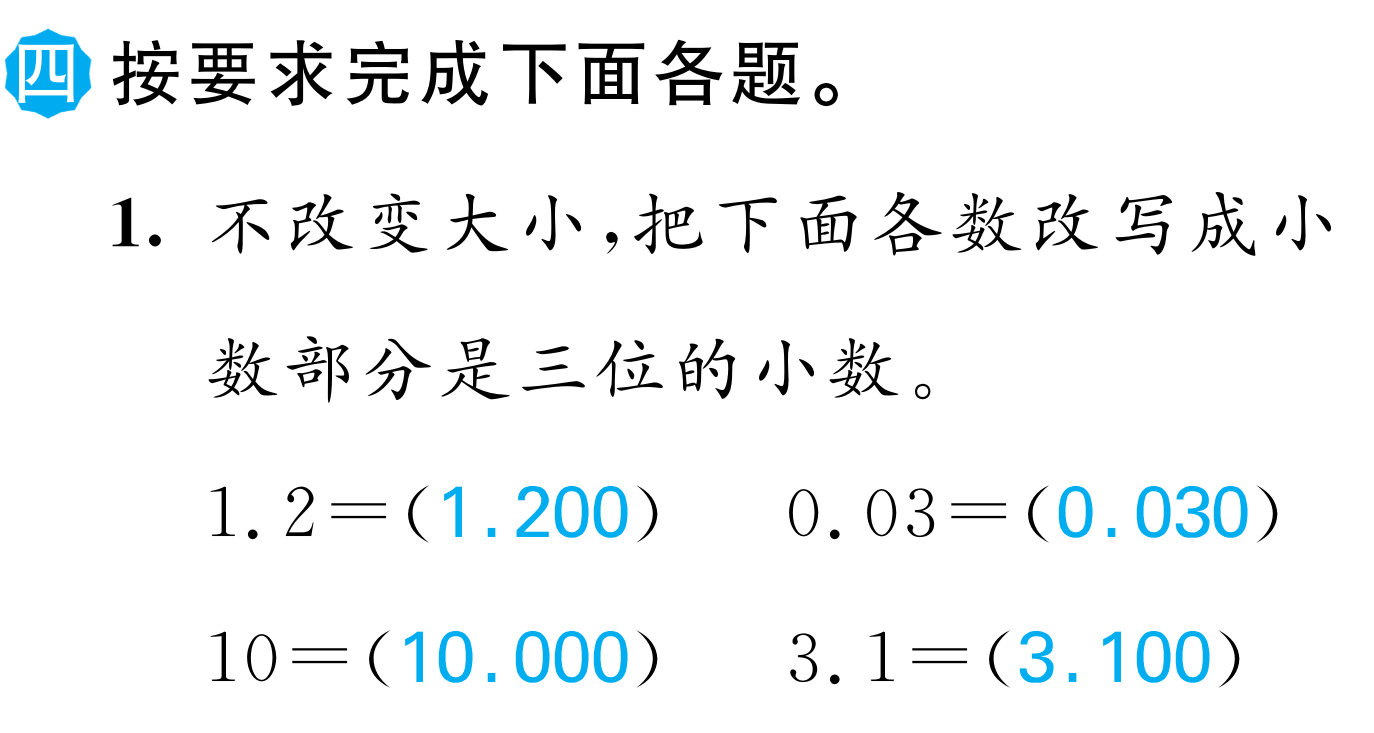 四 按要求完成下面各题。
1. 不改变大小,把下面各数改写成小
数部分是三位的小数。
1.2=(1.200) 0.03=(0.030)
10=(10.000) 3.1=(3.100)